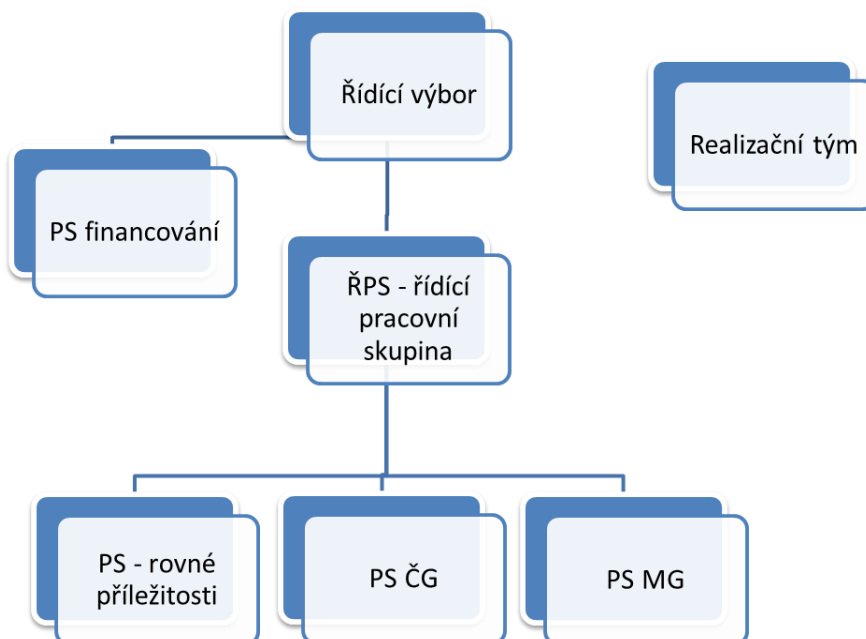 Řídící výbor
Realizační tým
PS financování
ŘPS - řídící
pracovní
skupina
PS - rovné
příležitosti
PS ČG
PS MG